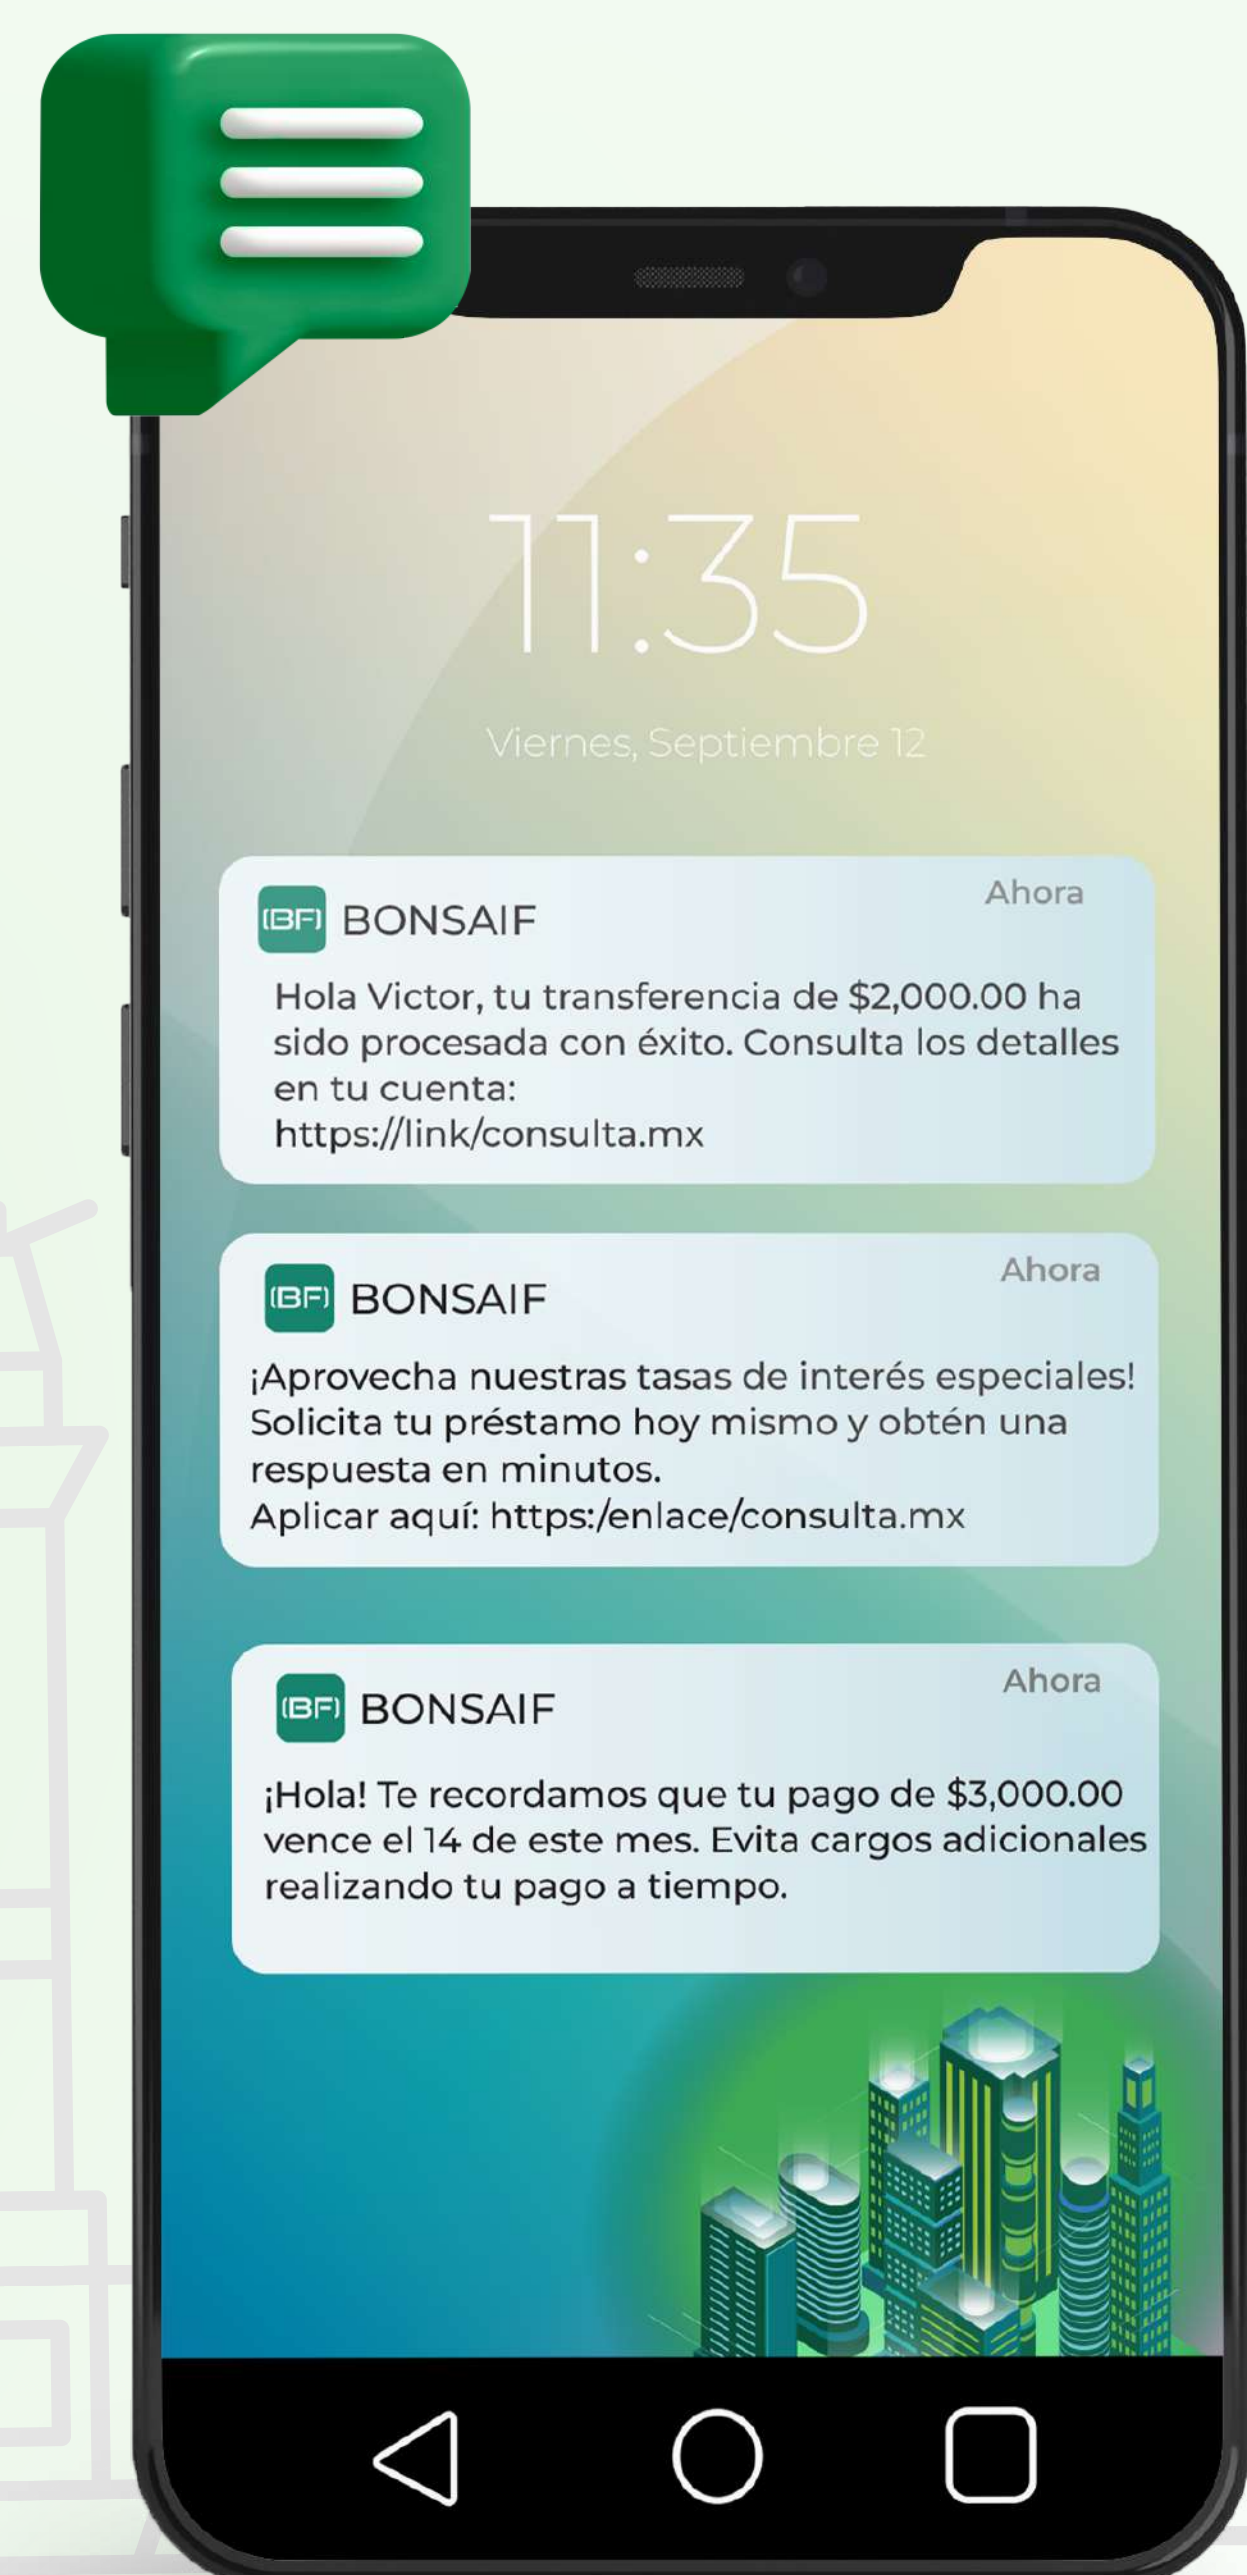 11:35
Viernes, Septiembre 12
(BF) BONSAIF
Ahora
Hola Victor, tu transferencia de $2,000.00 ha
sido procesada con éxito. Consulta los detalles
en tu cuenta:
https://link/consulta.mx
(BF) BONSAIF
Ahora
¡Aprovecha nuestras tasas de interés especiales!
Solicita tu préstamo hoy mismo y obtén una
respuesta en minutos.
Aplicar aquí: https:/enlace/consulta.mx
(BF) BONSAIF
Ahora
¡Hola! Te recordamos que tu pago de $3,000.00
vence el 14 de este mes. Evita cargos adicionales
realizando tu pago a tiempo.